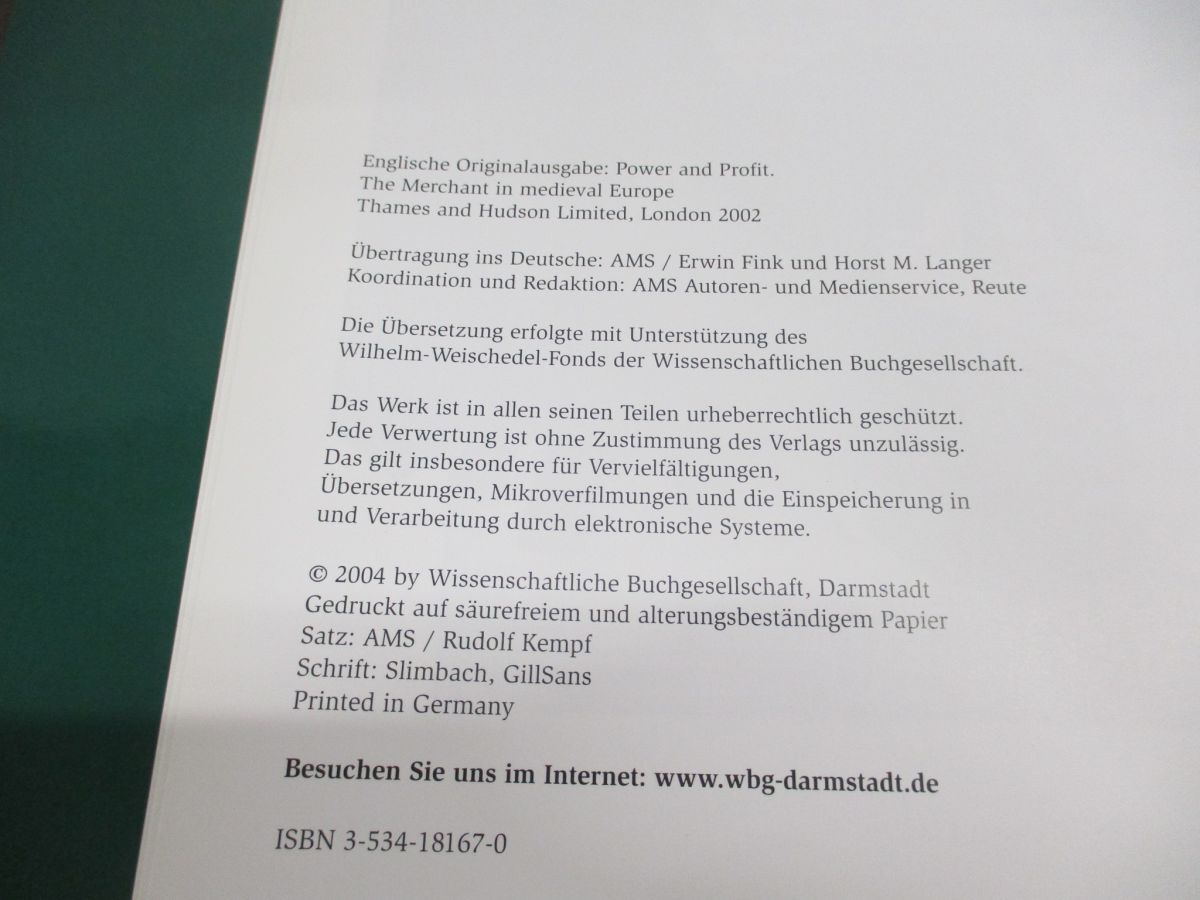 Englische Originalausgabe: Power and Profit.
The Merchant in medieval Europe
Thames and Hudson Limited, London 2002
Übertragung ins Deutsche: AMS / Erwin Fink und Horst M. Langer
Koordination und Redaktion: AMS Autoren- und Medienservice, Reute
Die Übersetzung erfolgte mit Unterstützung des
Wilhelm-Weischedel-Fonds der Wissenschaftlichen Buchgesellschaft.
Das Werk ist in allen seinen Teilen urheberrechtlich geschützt.
Jede Verwertung ist ohne Zustimmung des Verlags unzulässig.
Das gilt insbesondere für Vervielfältigungen,
Übersetzungen, Mikroverfilmungen und die Einspeicherung in
und Verarbeitung durch elektronische Systeme.
© 2004 by Wissenschaftliche Buchgesellschaft, Darmstadt
Gedruckt auf säurefreiem und alterungsbeständigem Papier
Satz: AMS / Rudolf Kempf
Schrift: Slimbach, GillSans
Printed in Germany
Besuchen Sie uns im Internet: www.wbg-darmstadt.de
ISBN 3-534-18167-0